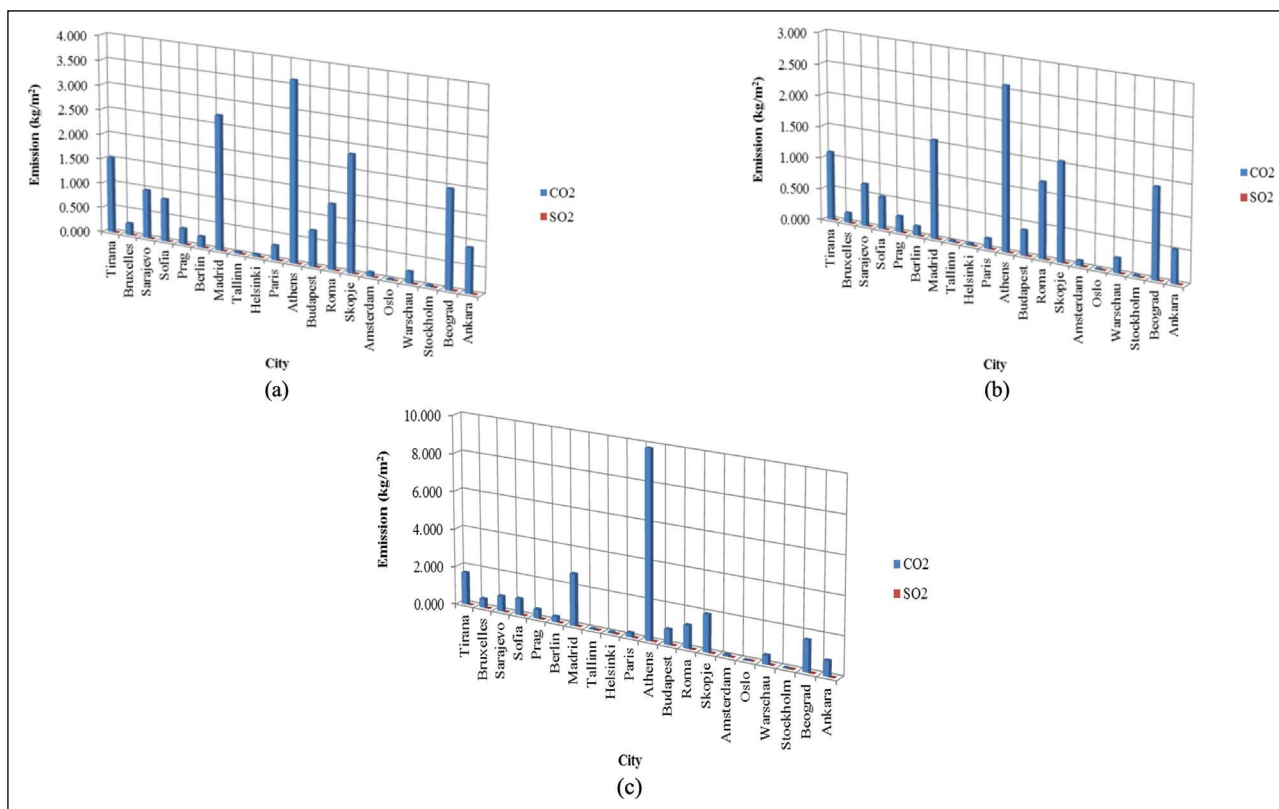 4.000
3.500
3.000
2.500
2.000
1.500
1.000
0.500
0.000
Emission (kg/m²)
Tirana
Bruxelles
Sarajevo
Sofia
Prag
Berlin
Madrid
Tallinn
Helsinki
Paris
Athens
Budapest
Roma
Skopje
Amsterdam
Oslo
Warschau
Stockholm
Beograd
Ankara
City
CO2
SO2
(a)
3.000
2.500
2.000
1.500
1.000
0.500
0.000
Emission (kg/m²)
Tirana
Bruxelles
Sarajevo
Sofia
Prag
Berlin
Madrid
Tallinn
Helsinki
Paris
Athens
Budapest
Roma
Skopje
Amsterdam
Oslo
Warschau
Stockholm
Beograd
Ankara
City
CO2
SO2
(b)
10.000
8.000
6.000
4.000
2.000
0.000
Emission (kg/m²)
Tirana
Bruxelles
Sarajevo
Sofia
Prag
Berlin
Madrid
Tallinn
Helsinki
Paris
Athens
Budapest
Roma
Skopje
Amsterdam
Oslo
Warschau
Stockholm
Beograd
Ankara
City
CO2
SO2
(c)